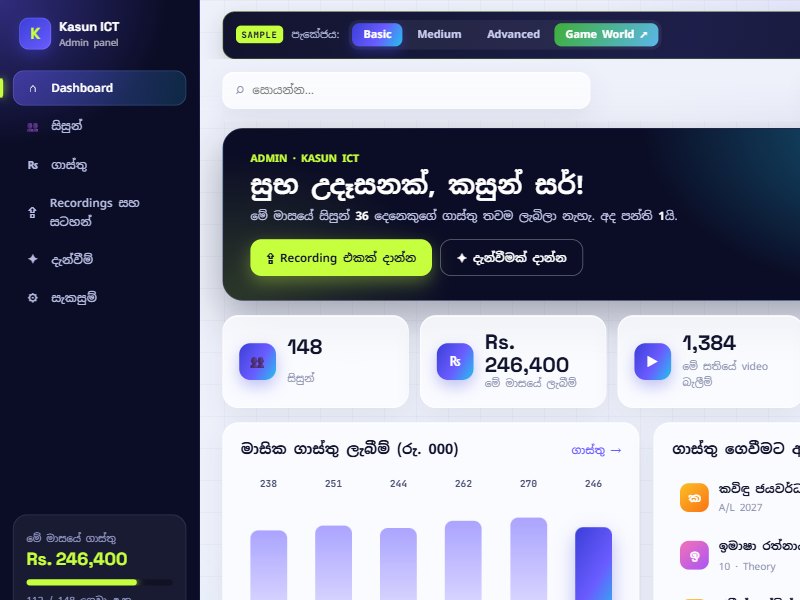 K
Kasun ICT
Admin panel
Dashboard
සිසුන්
Rs ගාස්තු
Recordings සහ
සටහන්
දැන්වීම්
සැකසුම්
මේ මාසයේ ගාස්තු
Rs. 246,400
SAMPLE පැකේජය: Basic Medium Advanced Game World ↗
සොයන්න...
ADMIN · KASUN ICT
සුභ උදෑසනක්, කසුන් සර්!
මේ මාසයේ සිසුන් 36 දෙනෙකුගේ ගාස්තු තවම ලැබිලා නැහැ. අද පන්ති 1යි.
Recording එකක් දාන්න
✦ දැන්වීමක් දාන්න
148
සිසුන්
Rs
Rs.
246,400
මේ මාසයේ ලැබීම්
1,384
මේ සතියේ video
බැලීම්
මාසික ගාස්තු ලැබීම් (රු. 000)
ගාස්තු →
238 251 244 262 270 246
ගාස්තු ගෙවීමට
ක
කවිඳු
A/L 2027
ඉ
ඉමාෂා
10 · Theory